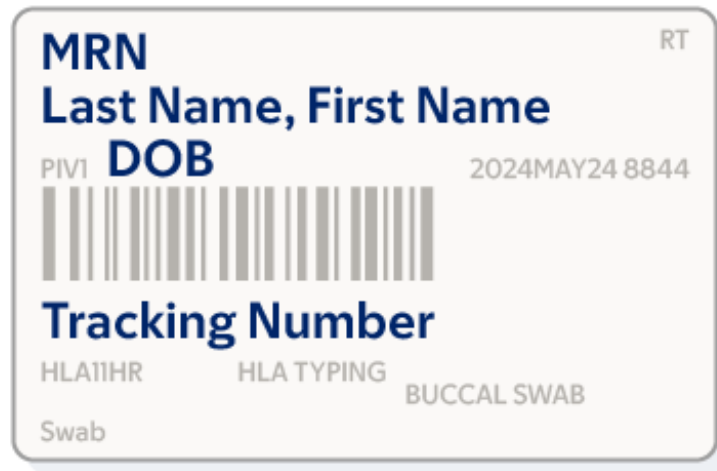 MRN RT
Last Name, First Name
PIV1 DOB 2024MAY24 8844
Tracking Number
HLA11HR HLA TYPING
BUCCAL SWAB
Swab